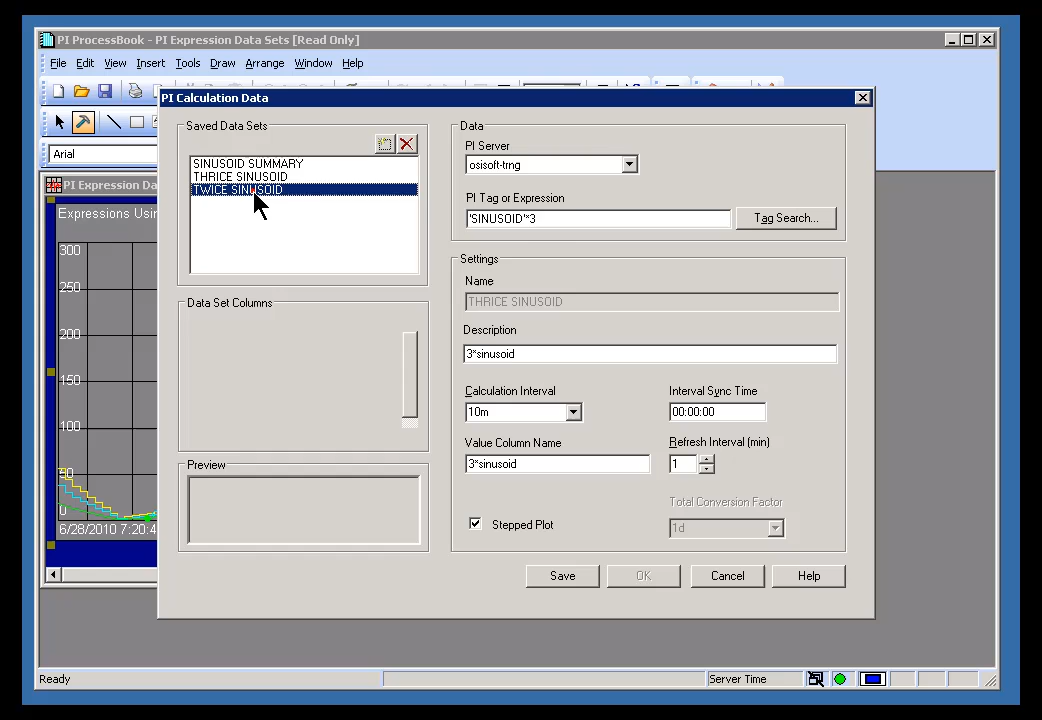 PI ProcessBook - PI Expression Data Sets [Read Only]
File Edit View Insert Tools Draw Arrange Window Help
PI Calculation Data
Arial
PI Expression Da
Expressions Usin
300
250
200
150
100
50
0
6/28/2010 7:20:4
Saved Data Sets
SINUSOID SUMMARY
THRICE SINUSOID
TWICE SINUSOID
Data Set Columns
Preview
Data
PI Server
osisoft-trng
PI Tag or Expression
'SINUSOID'*3
Tag Search...
Settings
Name
THRICE SINUSOID
Description
3*sinusoid
Calculation Interval
Interval Sync Time
10m
00:00:00
Value Column Name
Refresh Interval (min)
3*sinusoid
1
Total Conversion Factor
Stepped Plot
1d
Save
OK
Cancel
Help
Ready
Server Time